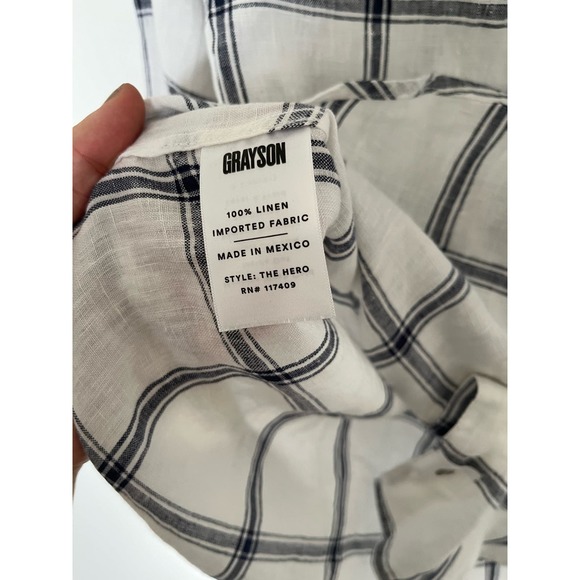 GRAYSON
100% LINEN
IMPORTED FABRIC
MADE IN MEXICO
STYLE: THE HERO
RN# 117409